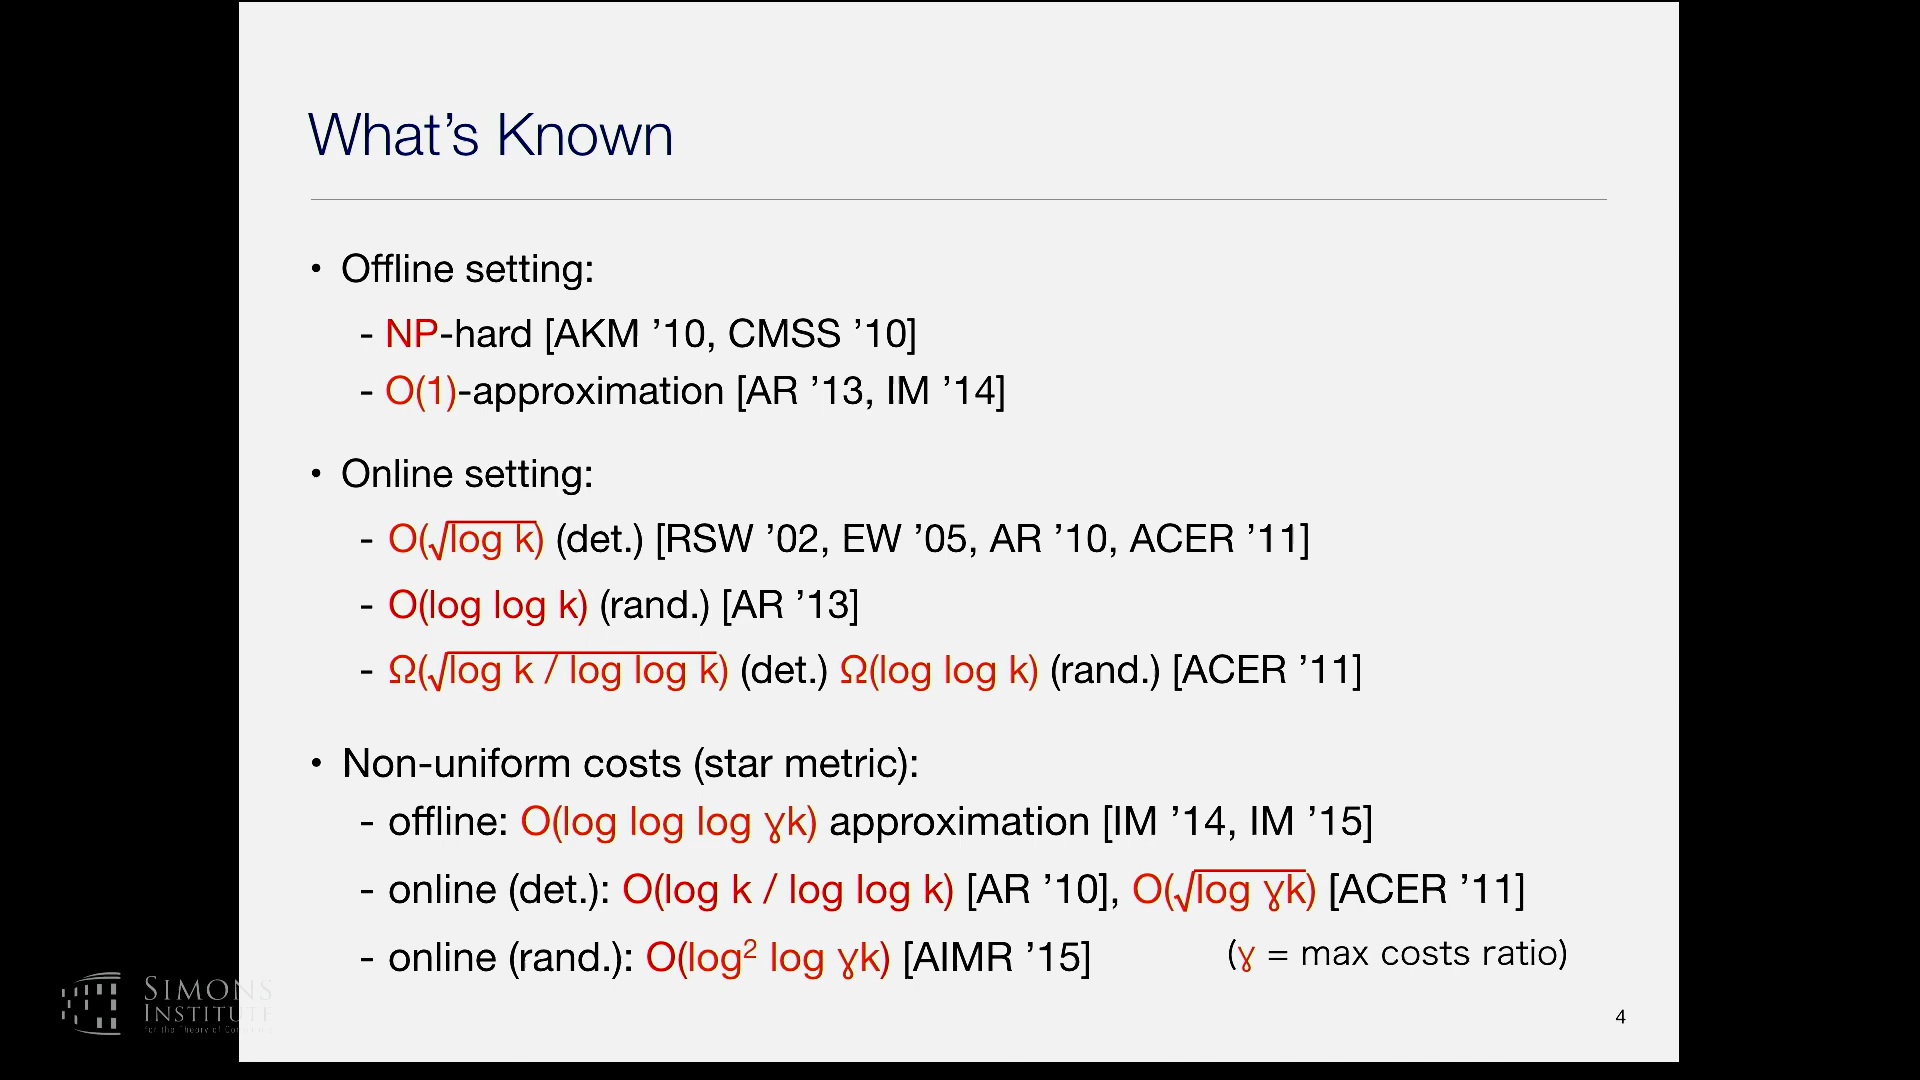 What's Known
• Offline setting:
- NP-hard [AKM ’10, CMSS ’10]
- O(1)-approximation [AR ’13, IM ’14]
• Online setting:
- O(√log k) (det.) [RSW ’02, EW ’05, AR ’10, ACER ’11]
- O(log log k) (rand.) [AR ’13]
- Ω(√log k / log log k) (det.) Ω(log log k) (rand.) [ACER ’11]
• Non-uniform costs (star metric):
- offline: O(log log log ɣk) approximation [IM ’14, IM ’15]
- online (det.): O(log k / log log k) [AR ’10], O(√log ɣk) [ACER ’11]
- online (rand.): O(log² log ɣk) [AIMR ’15] (ɣ = max costs ratio)
SIMONS
INSTITUTE
for the Theory of
4